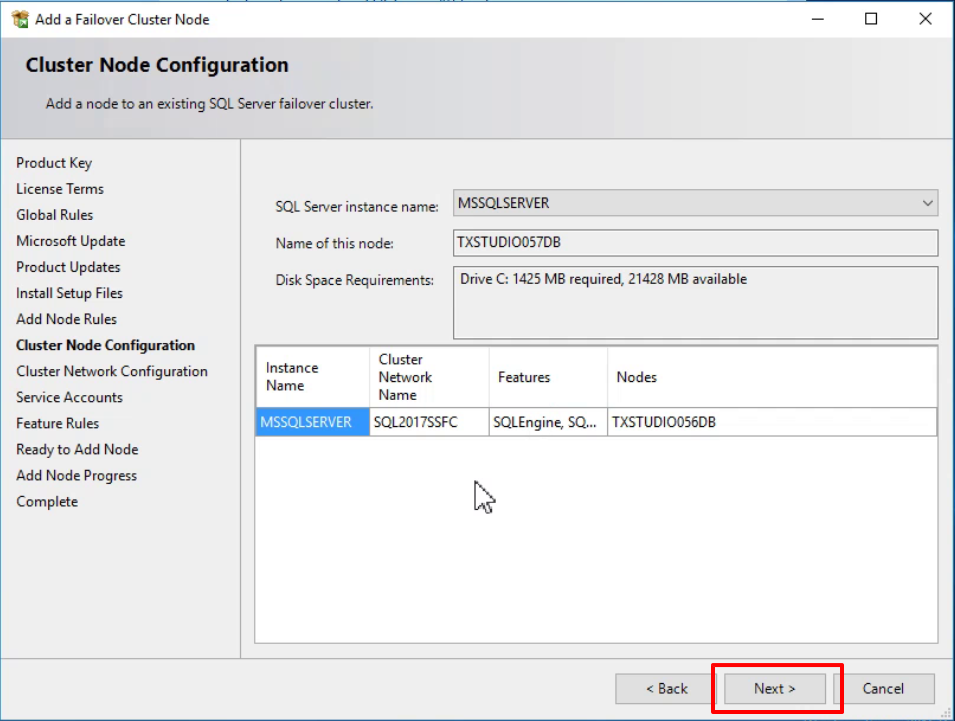 Add a Failover Cluster Node
Cluster Node Configuration
Add a node to an existing SQL Server failover cluster.
Product Key
License Terms
Global Rules
Microsoft Update
Product Updates
Install Setup Files
Add Node Rules
Cluster Node Configuration
Cluster Network Configuration
Service Accounts
Feature Rules
Ready to Add Node
Add Node Progress
Complete
SQL Server instance name: MSSQLSERVER
Name of this node: TXSTUDIO057DB
Disk Space Requirements: Drive C: 1425 MB required, 21428 MB available
Instance Name Cluster Network Name Features Nodes
MSSQLSERVER SQL2017SSFC SQLEngine, SQ... TXSTUDIO056DB
< Back Next > Cancel